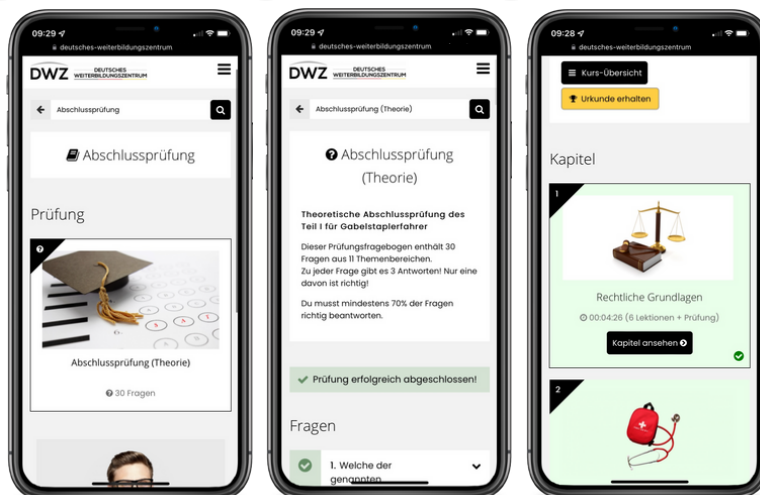 09:29
deutsches-weiterbildungszentrum
DWZ DEUTSCHES
WEITERBILDUNGSZENTRUM
Abschlussprüfung
Abschlussprüfung
Prüfung
Abschlussprüfung (Theorie)
30 Fragen
09:29
deutsches-weiterbildungszentrum
DWZ DEUTSCHES
WEITERBILDUNGSZENTRUM
Abschlussprüfung (Theorie)
Abschlussprüfung
(Theorie)
Theoretische Abschlussprüfung des
Teil I für Gabelstaplerfahrer
Dieser Prüfungsfragebogen enthält 30
Fragen aus 11 Themenbereichen.
Zu jeder Frage gibt es 3 Antworten! Nur eine
davon ist richtig!
Du musst mindestens 70% der Fragen
richtig beantworten.
Prüfung erfolgreich abgeschlossen!
Fragen
1. Welche der
genannten
09:28
deutsches-weiterbildungszentrum
Kurs-Übersicht
Urkunde erhalten
Kapitel
1
Rechtliche Grundlagen
00:04:26 (6 Lektionen + Prüfung)
Kapitel ansehen
2